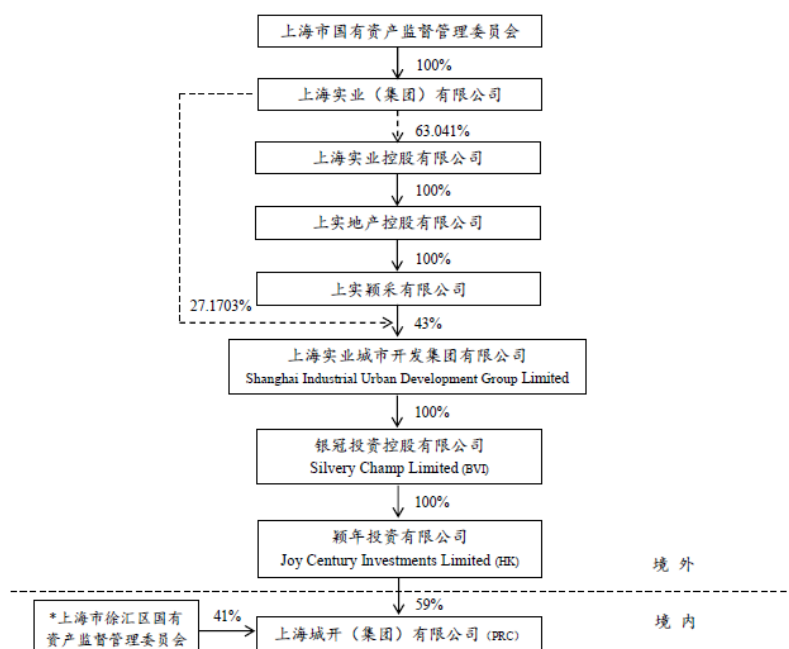 上海市国有资产监督管理委员会
100%
上海实业（集团）有限公司
63.041%
上海实业控股有限公司
100%
上实地产控股有限公司
100%
上实颖采有限公司
27.1703%
43%
上海实业城市开发集团有限公司
Shanghai Industrial Urban Development Group Limited
100%
银冠投资控股有限公司
Silvery Champ Limited (BVI)
100%
颖年投资有限公司
Joy Century Investments Limited (HK)
境 外
59%
境 内
*上海市徐汇区国有
资产监督管理委员会
41%
上海城开（集团）有限公司 (PRC)